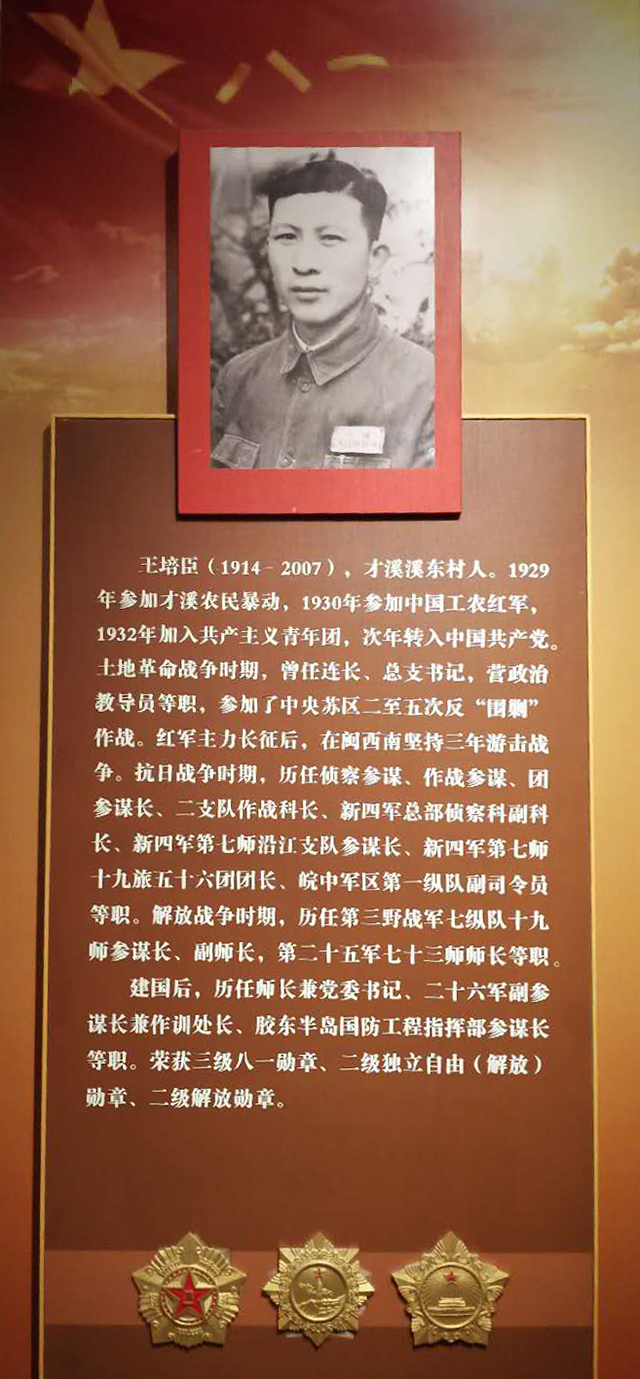 八一
王培臣（1914－2007），才溪溪东村人。1929
年参加才溪农民暴动，1930年参加中国工农红军，
1932年加入共产主义青年团，次年转入中国共产党。
土地革命战争时期，曾任连长、总支书记，营政治
教导员等职，参加了中央苏区二至五次反“围剿”
作战。红军主力长征后，在闽西南坚持三年游击战
争。抗日战争时期，历任侦察参谋、作战参谋、团
参谋长、二支队作战科长、新四军总部侦察科副科
长、新四军第七师沿江支队参谋长、新四军第七师
十九旅五十六团团长、皖中军区第一纵队副司令员
等职。解放战争时期，历任第三野战军七纵队十九
师参谋长、副师长，第二十五军七十三师师长等职。
建国后，历任师长兼党委书记、二十六军副参
谋长兼作训处长、胶东半岛国防工程指挥部参谋长
等职。荣获三级八一勋章、二级独立自由（解放）
勋章、二级解放勋章。